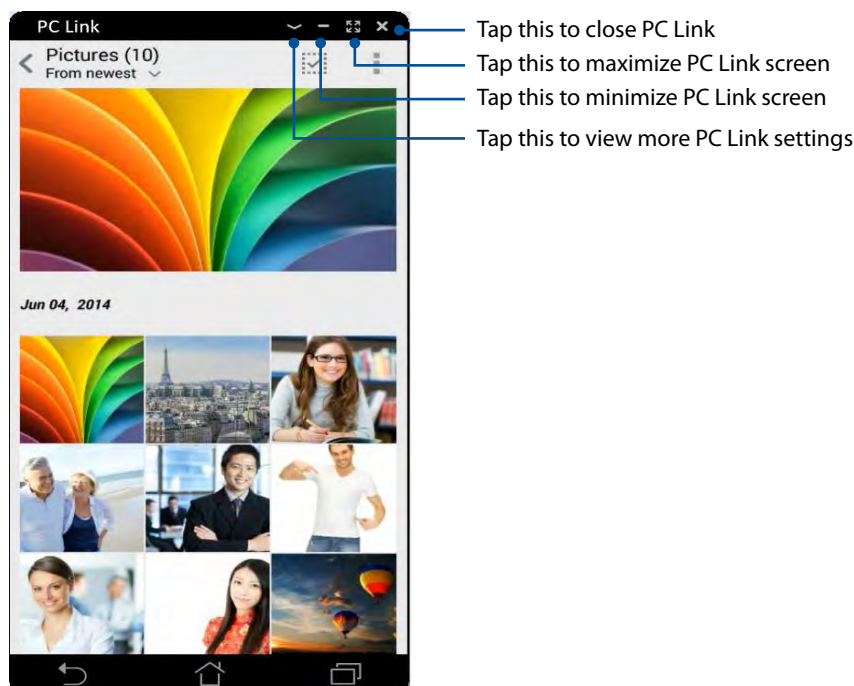 PC Link
Tap this to close PC Link
Pictures (10)
From newest
Tap this to maximize PC Link screen
Tap this to minimize PC Link screen
Tap this to view more PC Link settings
Jun 04, 2014